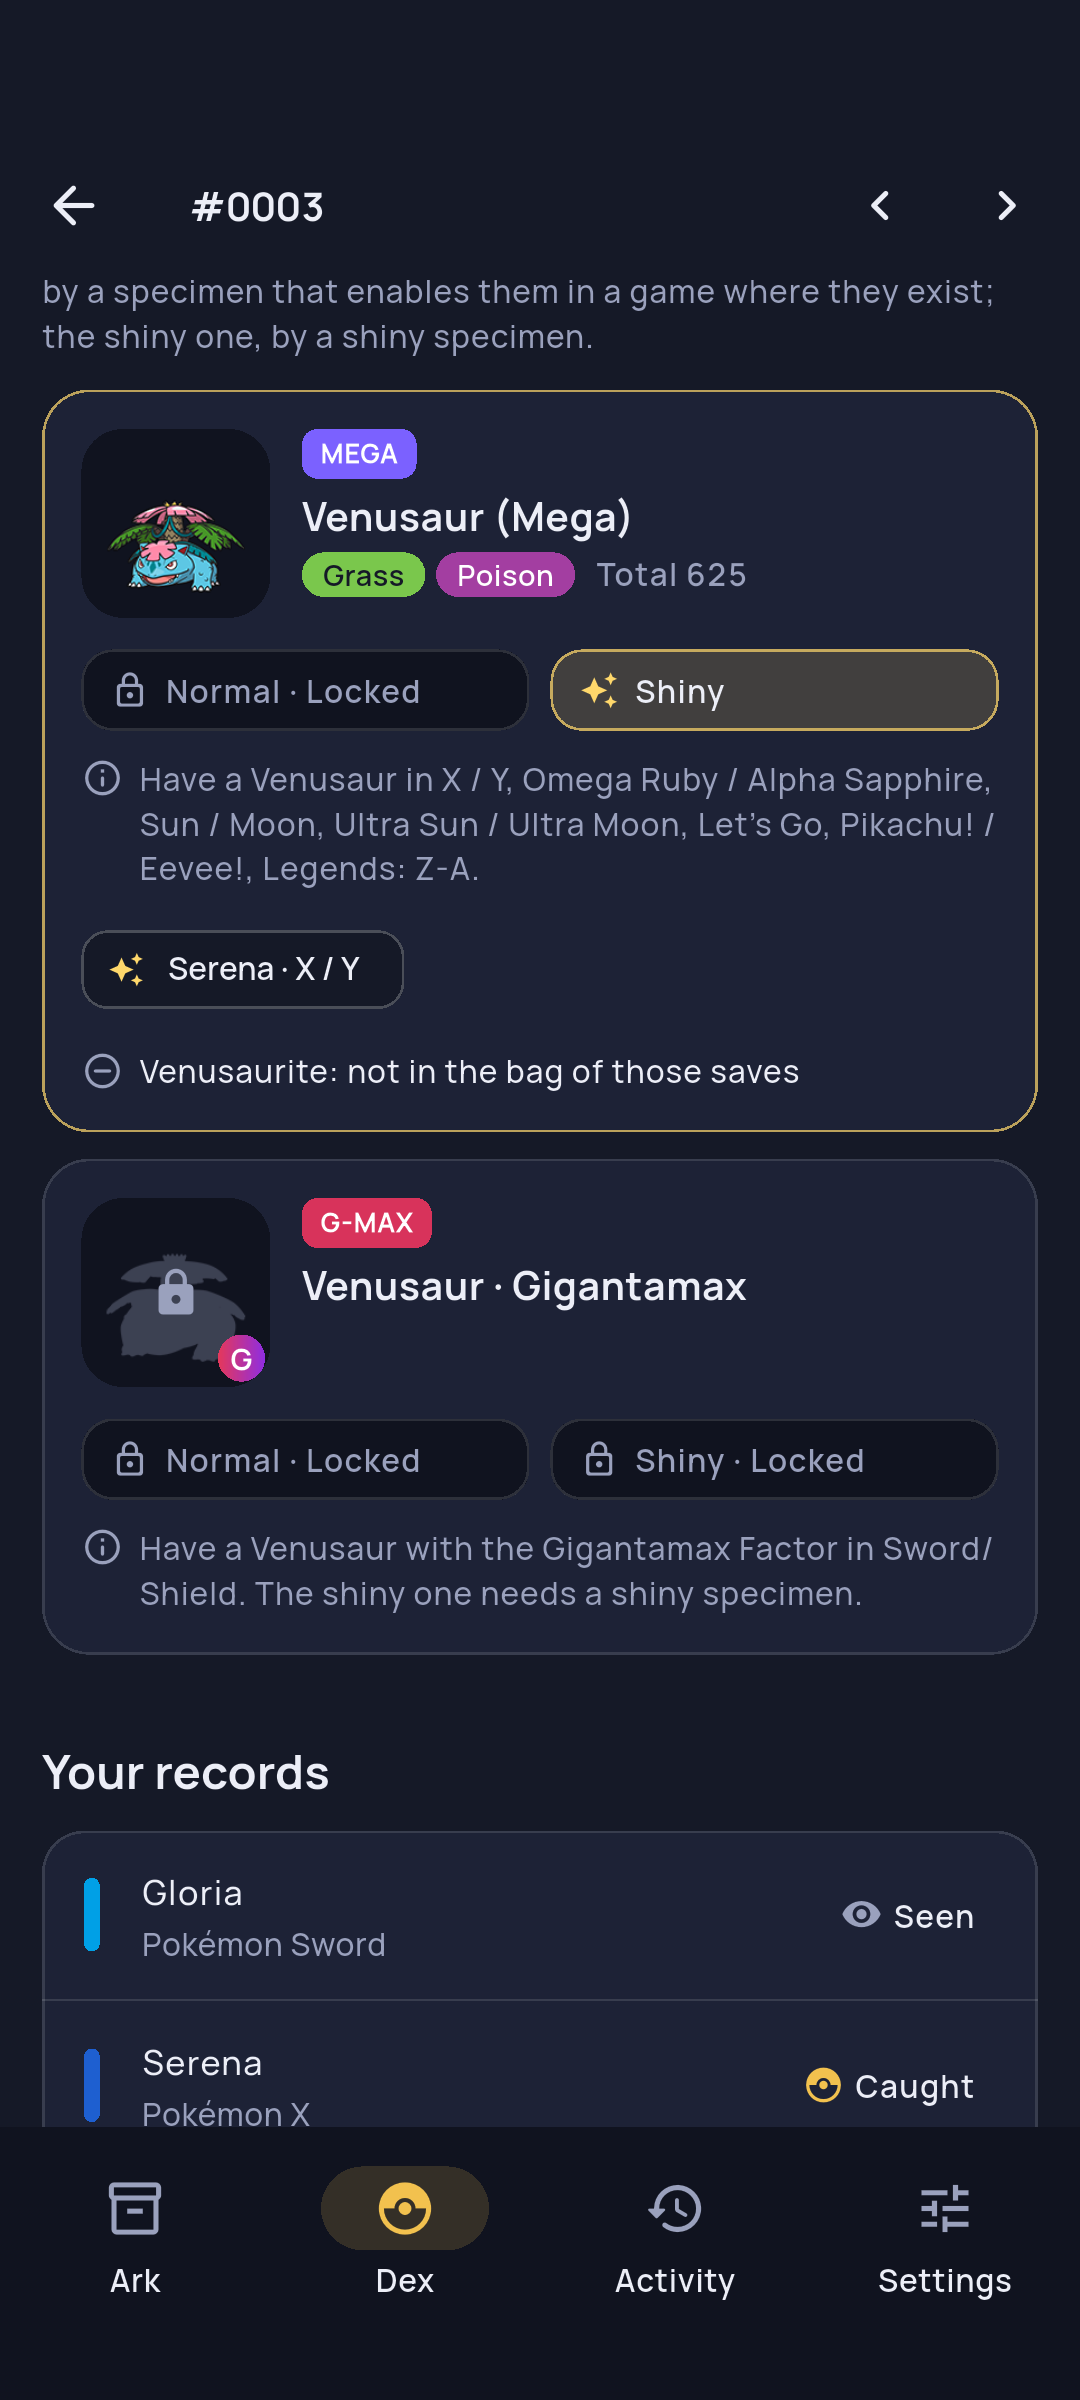 #0003
by a specimen that enables them in a game where they exist;
the shiny one, by a shiny specimen.
MEGA
Venusaur (Mega)
Grass Poison Total 625
Normal · Locked Shiny
Have a Venusaur in X / Y, Omega Ruby / Alpha Sapphire,
Sun / Moon, Ultra Sun / Ultra Moon, Let’s Go, Pikachu! /
Eevee!, Legends: Z-A.
Serena · X / Y
Venusaurite: not in the bag of those saves
G-MAX
Venusaur · Gigantamax
G
Normal · Locked Shiny · Locked
Have a Venusaur with the Gigantamax Factor in Sword/
Shield. The shiny one needs a shiny specimen.
Your records
Gloria
Pokémon Sword
Seen
Serena
Pokémon X
Caught
Ark Dex Activity Settings